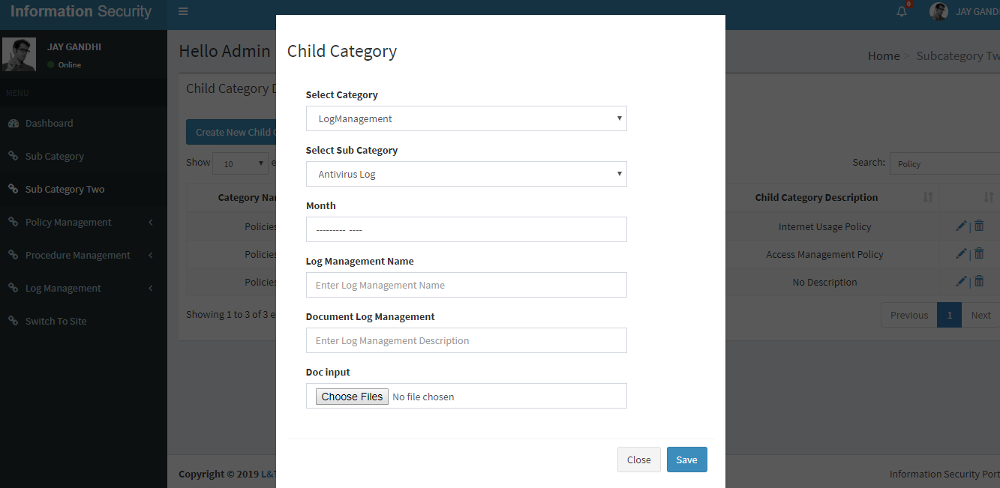 Information Security
0
JAY GAND
JAY GANDHI
Online
MENU
Dashboard
Sub Category
Sub Category Two
Policy Management
Procedure Management
Log Management
Switch To Site
Hello Admin
Home > Subcategory Tw
Child Category D
Create New Child C
Show 10 e
Search: Policy
Category Nar
Child Category Description
Policies
Internet Usage Policy
|
Policies
Access Management Policy
|
Policies
No Description
|
Showing 1 to 3 of 3 e
Previous 1 Next
Copyright © 2019 L&T
Information Security Port
Child Category
Select Category
LogManagement
Select Sub Category
Antivirus Log
Month
--------- ----
Log Management Name
Enter Log Management Name
Document Log Management
Enter Log Management Description
Doc input
Choose Files No file chosen
Close Save